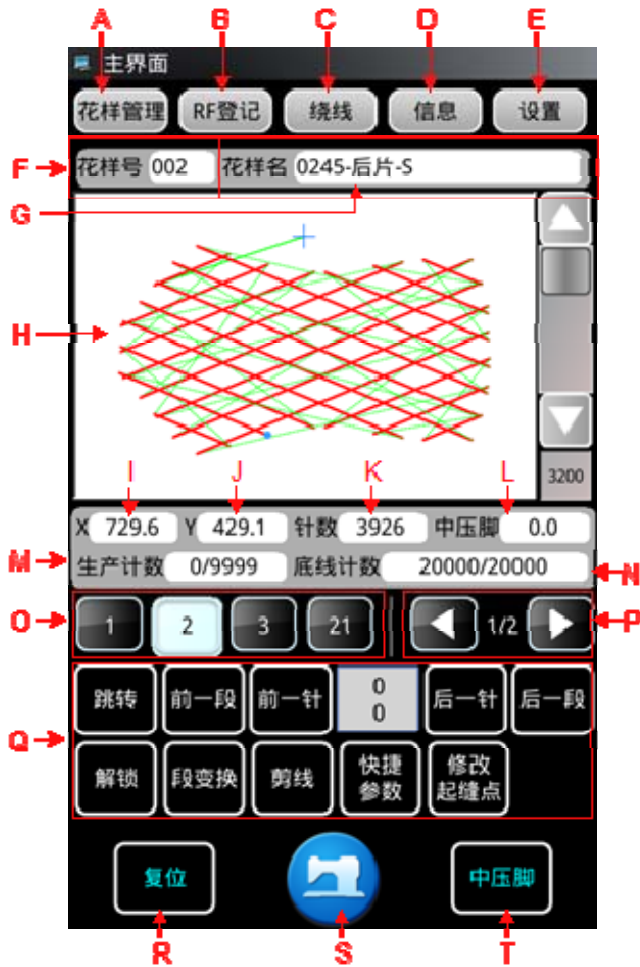 A B C D E
主界面
花样管理 RF登记 绕线 信息 设置
F 花样号 002 花样名 0245-后片-S
G
H
3200
I J K L
X 729.6 Y 429.1 针数 3926 中压脚 0.0
M 生产计数 0/9999 底线计数 20000/20000 N
O 1 2 3 21 1/2 P
跳转 前一段 前一针 0 后一针 后一段
0
Q
解锁 段变换 剪线 快捷 修改
参数 起缝点
复位 中压脚
R S T